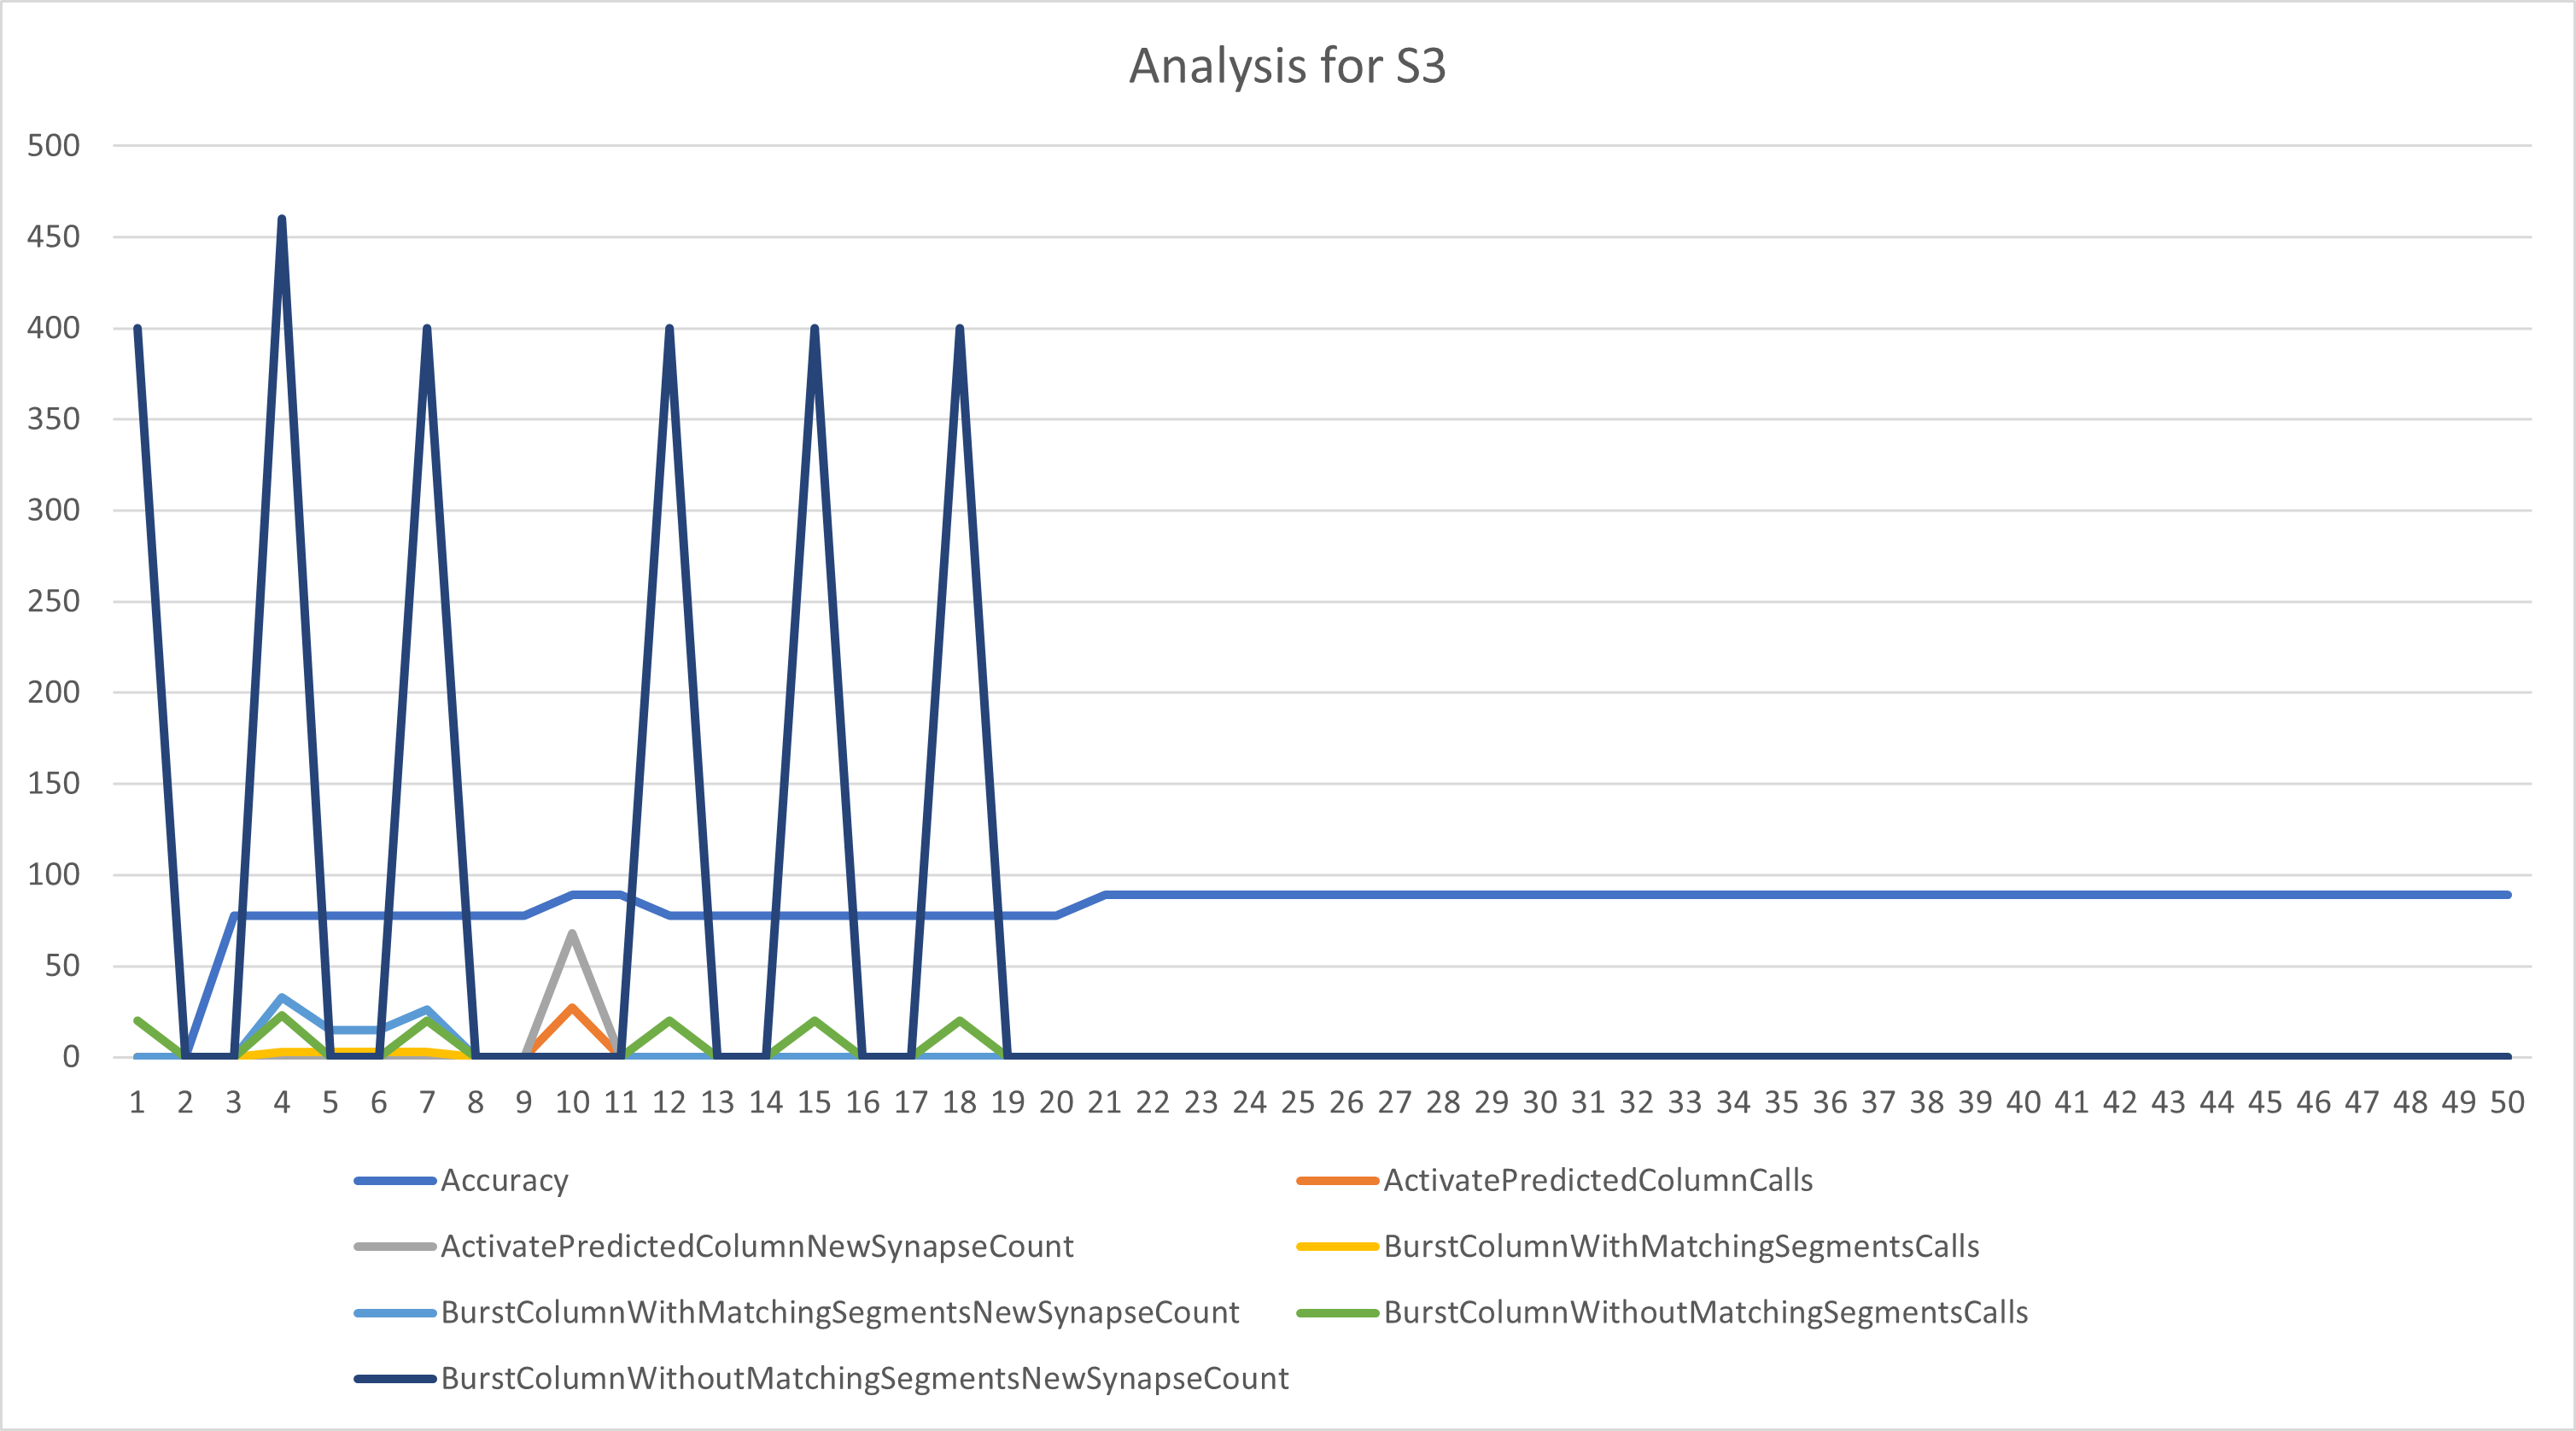 Analysis for S3
500
450
400
350
300
250
200
150
100
50
0
1 2 3 4 5 6 7 8 9 10 11 12 13 14 15 16 17 18 19 20 21 22 23 24 25 26 27 28 29 30 31 32 33 34 35 36 37 38 39 40 41 42 43 44 45 46 47 48 49 50
Accuracy ActivatePredictedColumnCalls
ActivatePredictedColumnNewSynapseCount BurstColumnWithMatchingSegmentsCalls
BurstColumnWithMatchingSegmentsNewSynapseCount BurstColumnWithoutMatchingSegmentsCalls
BurstColumnWithoutMatchingSegmentsNewSynapseCount